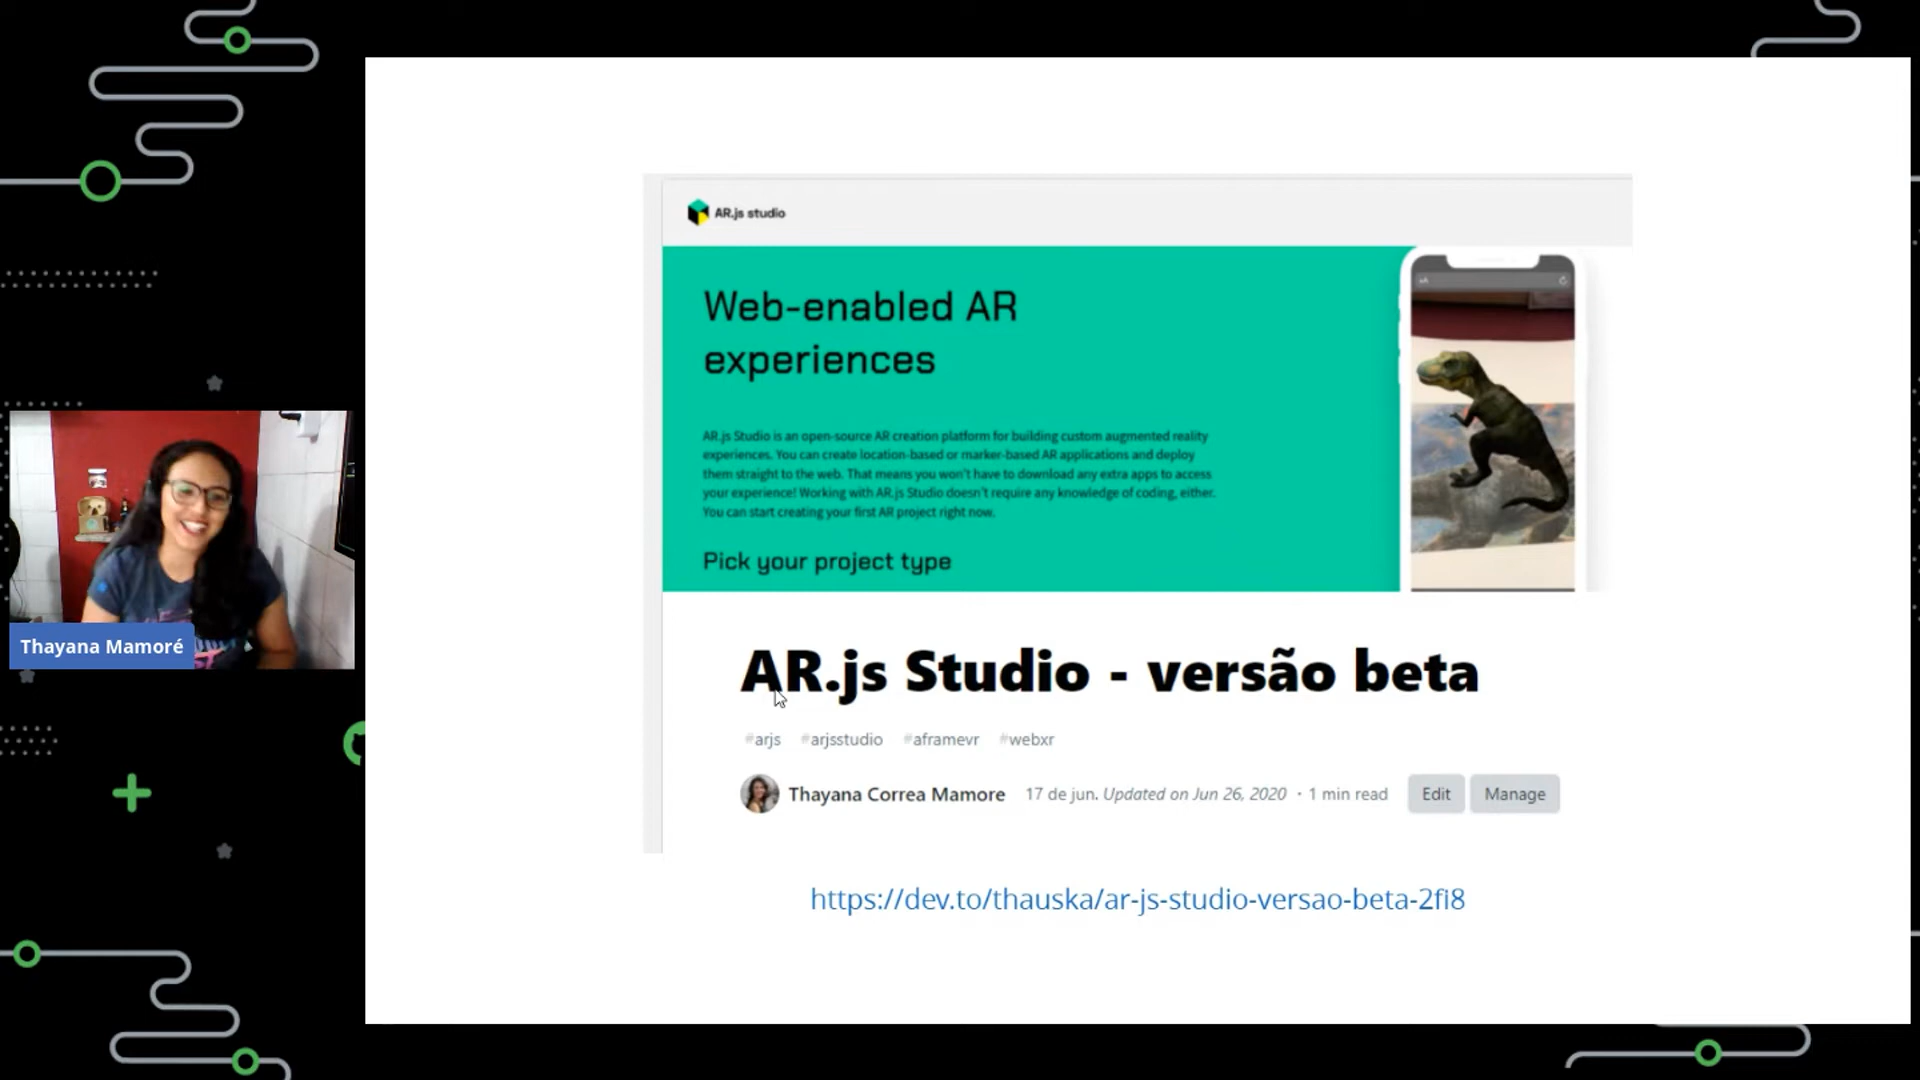 AR.js studio
Web-enabled AR
experiences
AR.js Studio is an open-source AR creation platform for building custom augmented reality
experiences. You can create location-based or marker-based AR applications and deploy
them straight to the web. That means you won't have to download any extra apps to access
your experience! Working with AR.js Studio doesn't require any knowledge of coding, either.
You can start creating your first AR project right now.
Pick your project type
AR.js Studio - versão beta
#arjs #arjsstudio #aframevr #webxr
Thayana Correa Mamore 17 de jun. Updated on Jun 26, 2020 · 1 min read Edit Manage
https://dev.to/thauska/ar-js-studio-versao-beta-2fi8
Thayana Mamoré